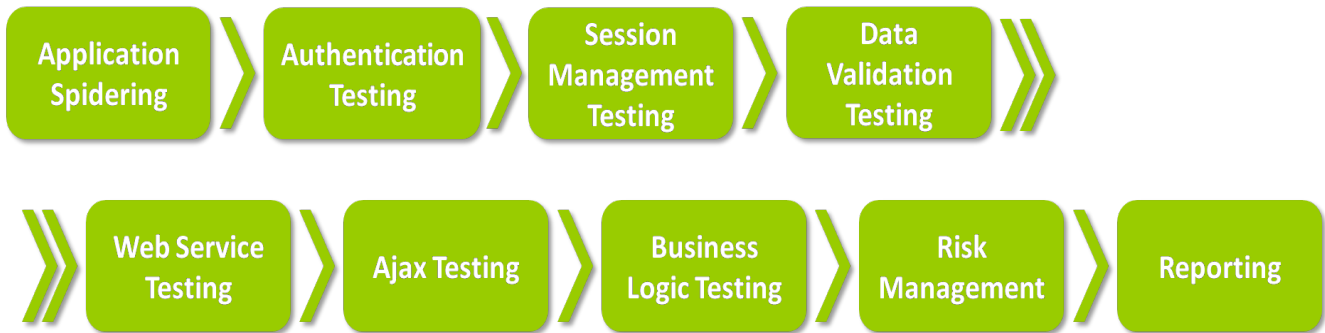 Application
Spidering
Authentication
Testing
Session
Management
Testing
Data
Validation
Testing
Web Service
Testing
Ajax Testing
Business
Logic Testing
Risk
Management
Reporting